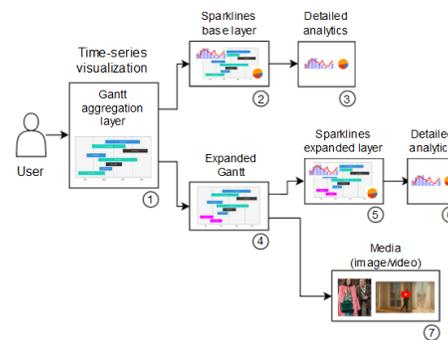 Sparklines
base layer
Detailed
analytics
Time-series
visualization
Gantt
aggregation
layer
2
3
User
1
Expanded
Gantt
Sparklines
expanded layer
Detailed
analytic
4
5
Media
(image/video)
7